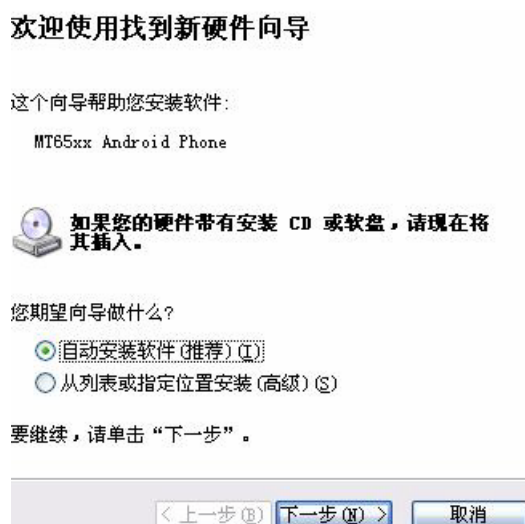 欢迎使用找到新硬件向导
这个向导帮助您安装软件:
MT65xx Android Phone
如果您的硬件带有安装 CD 或软盘，请现在将
其插入。
您期望向导做什么?
自动安装软件(推荐)(I)
从列表或指定位置安装(高级)(S)
要继续，请单击“下一步”。
< 上一步(B) 下一步(N) > 取消